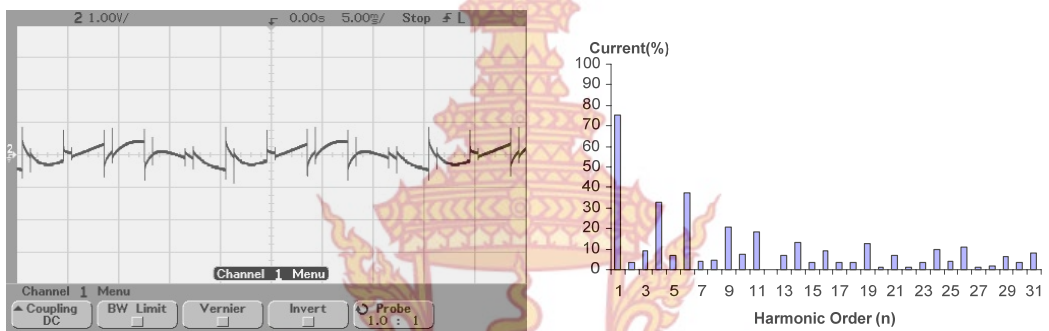 2 1.00V/ 0.00s 5.00ms/ Stop L
2
Channel 1 Menu
Channel 1 Menu
Coupling BW Limit Vernier Invert Probe
DC 1.0 : 1
Current(%)
100
90
80
70
60
50
40
30
20
10
0
1 3 5 7 9 11 13 15 17 19 21 23 25 27 29 31
Harmonic Order (n)